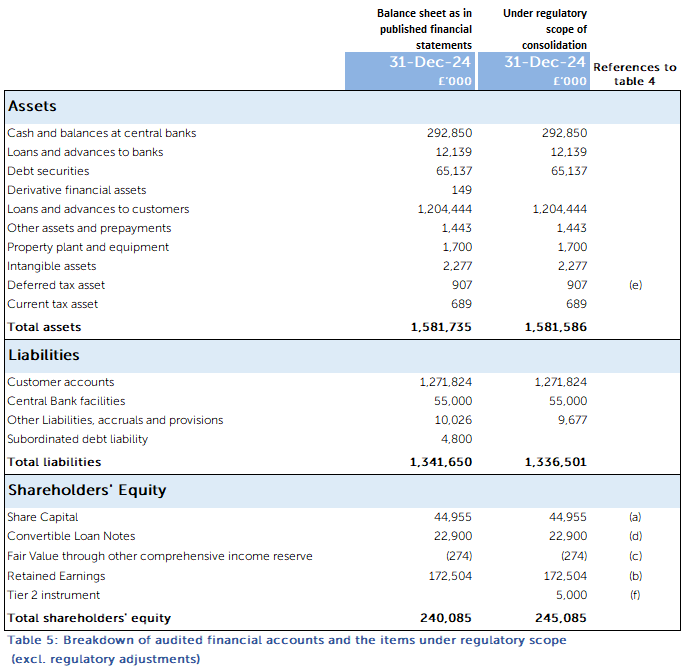 Balance sheet as in published financial statements Under regulatory scope of consolidation
31-Dec-24 31-Dec-24 References to table 4
£'000 £'000
Assets
Cash and balances at central banks 292,850 292,850
Loans and advances to banks 12,139 12,139
Debt securities 65,137 65,137
Derivative financial assets 149
Loans and advances to customers 1,204,444 1,204,444
Other assets and prepayments 1,443 1,443
Property plant and equipment 1,700 1,700
Intangible assets 2,277 2,277
Deferred tax asset 907 907 (e)
Current tax asset 689 689
Total assets 1,581,735 1,581,586
Liabilities
Customer accounts 1,271,824 1,271,824
Central Bank facilities 55,000 55,000
Other Liabilities, accruals and provisions 10,026 9,677
Subordinated debt liability 4,800
Total liabilities 1,341,650 1,336,501
Shareholders' Equity
Share Capital 44,955 44,955 (a)
Convertible Loan Notes 22,900 22,900 (d)
Fair Value through other comprehensive income reserve (274) (274) (c)
Retained Earnings 172,504 172,504 (b)
Tier 2 instrument 5,000 (f)
Total shareholders' equity 240,085 245,085
Table 5: Breakdown of audited financial accounts and the items under regulatory scope
(excl. regulatory adjustments)